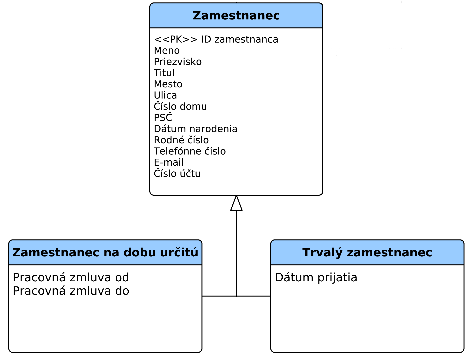 Zamestnanec
<<PK>> ID zamestnanca
Meno
Priezvisko
Titul
Mesto
Ulica
Číslo domu
PSČ
Dátum narodenia
Rodné číslo
Telefónne číslo
E-mail
Číslo účtu
Zamestnanec na dobu určitú
Pracovná zmluva od
Pracovná zmluva do
Trvalý zamestnanec
Dátum prijatia